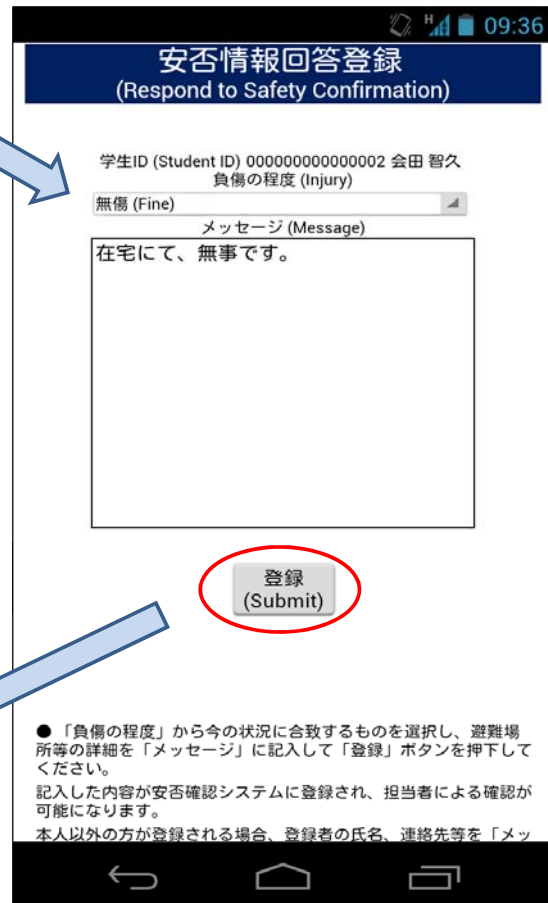 H 09:36
安否情報回答登録
(Respond to Safety Confirmation)
学生ID (Student ID) 000000000000002 会田 智久
負傷の程度 (Injury)
無傷 (Fine)
メッセージ (Message)
在宅にて、無事です。
登録
(Submit)
● 「負傷の程度」から今の状況に合致するものを選択し、避難場
所等の詳細を「メッセージ」に記入して「登録」ボタンを押下して
ください。
記入した内容が安否確認システムに登録され、担当者による確認が
可能になります。
本人以外の方が登録される場合、登録者の氏名、連絡先等を「メッ